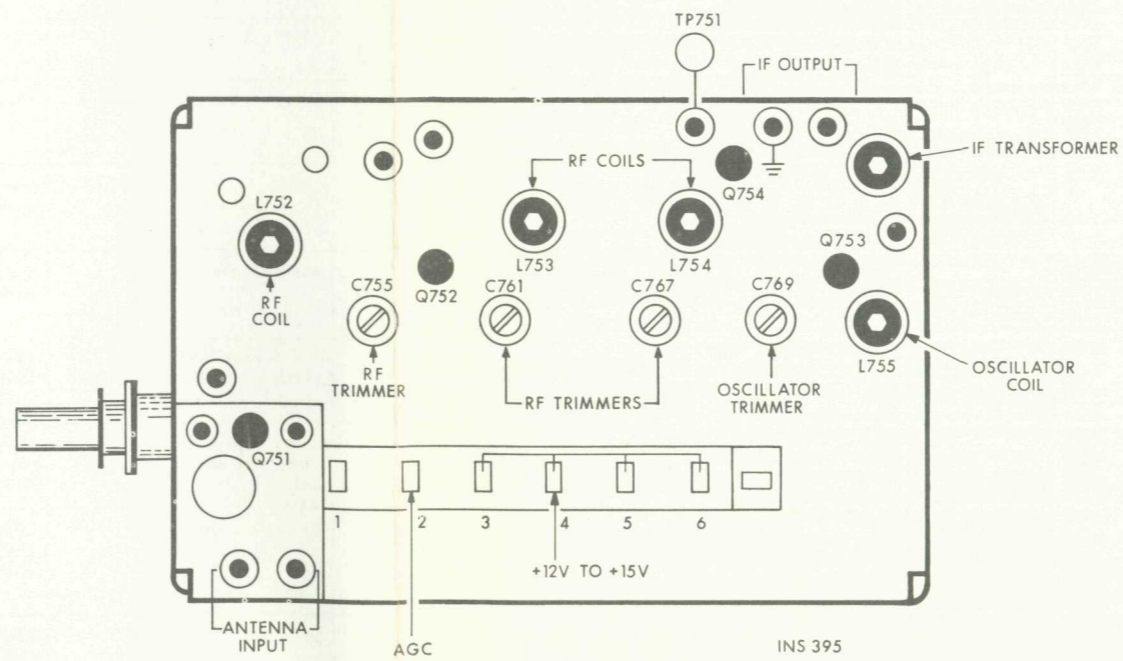 TP751
IF OUTPUT
IF TRANSFORMER
RF COILS
Q754
L752
Q753
L753
L754
Q752
RF
COIL
C755
C761
C767
C769
RF
TRIMMER
RF TRIMMERS
OSCILLATOR
TRIMMER
L755
OSCILLATOR
COIL
Q751
1
2
3
4
5
6
+12V TO +15V
ANTENNA
INPUT
AGC
INS 395